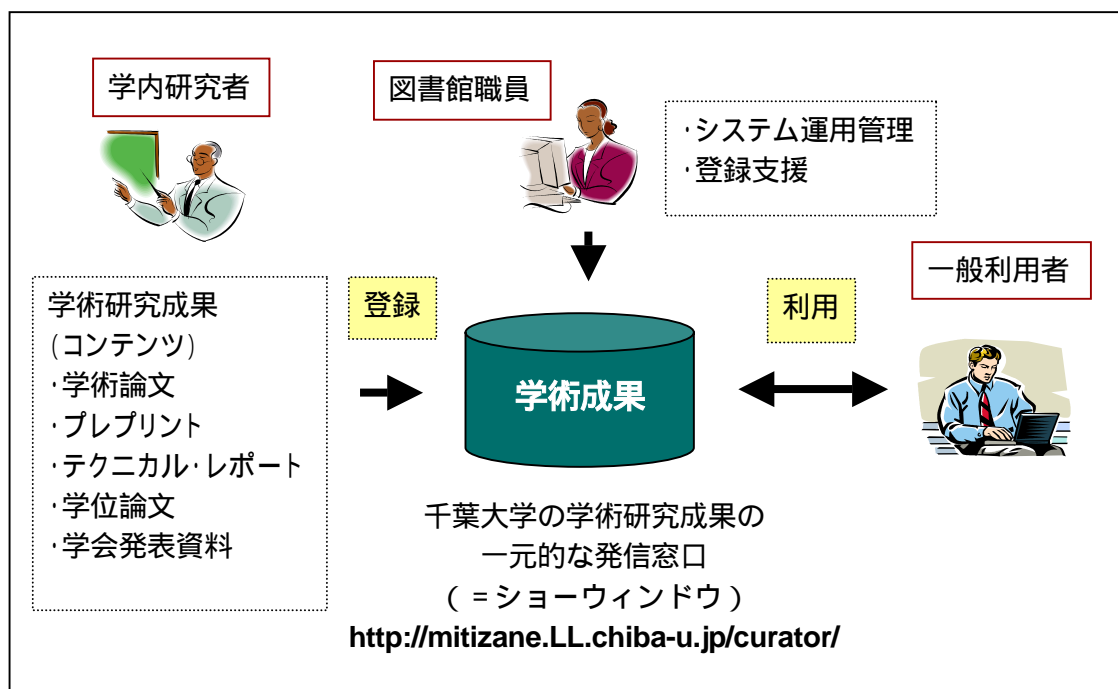 学内研究者
図書館職員
・システム運用管理
・登録支援
一般利用者
学術研究成果
(コンテンツ)
・学術論文
・プレプリント
・テクニカル・レポート
・学位論文
・学会発表資料
登録
学術成果
利用
千葉大学の学術研究成果の
一元的な発信窓口
(=ショーウィンドウ)
http://mitizane.LL.chiba-u.jp/curator/